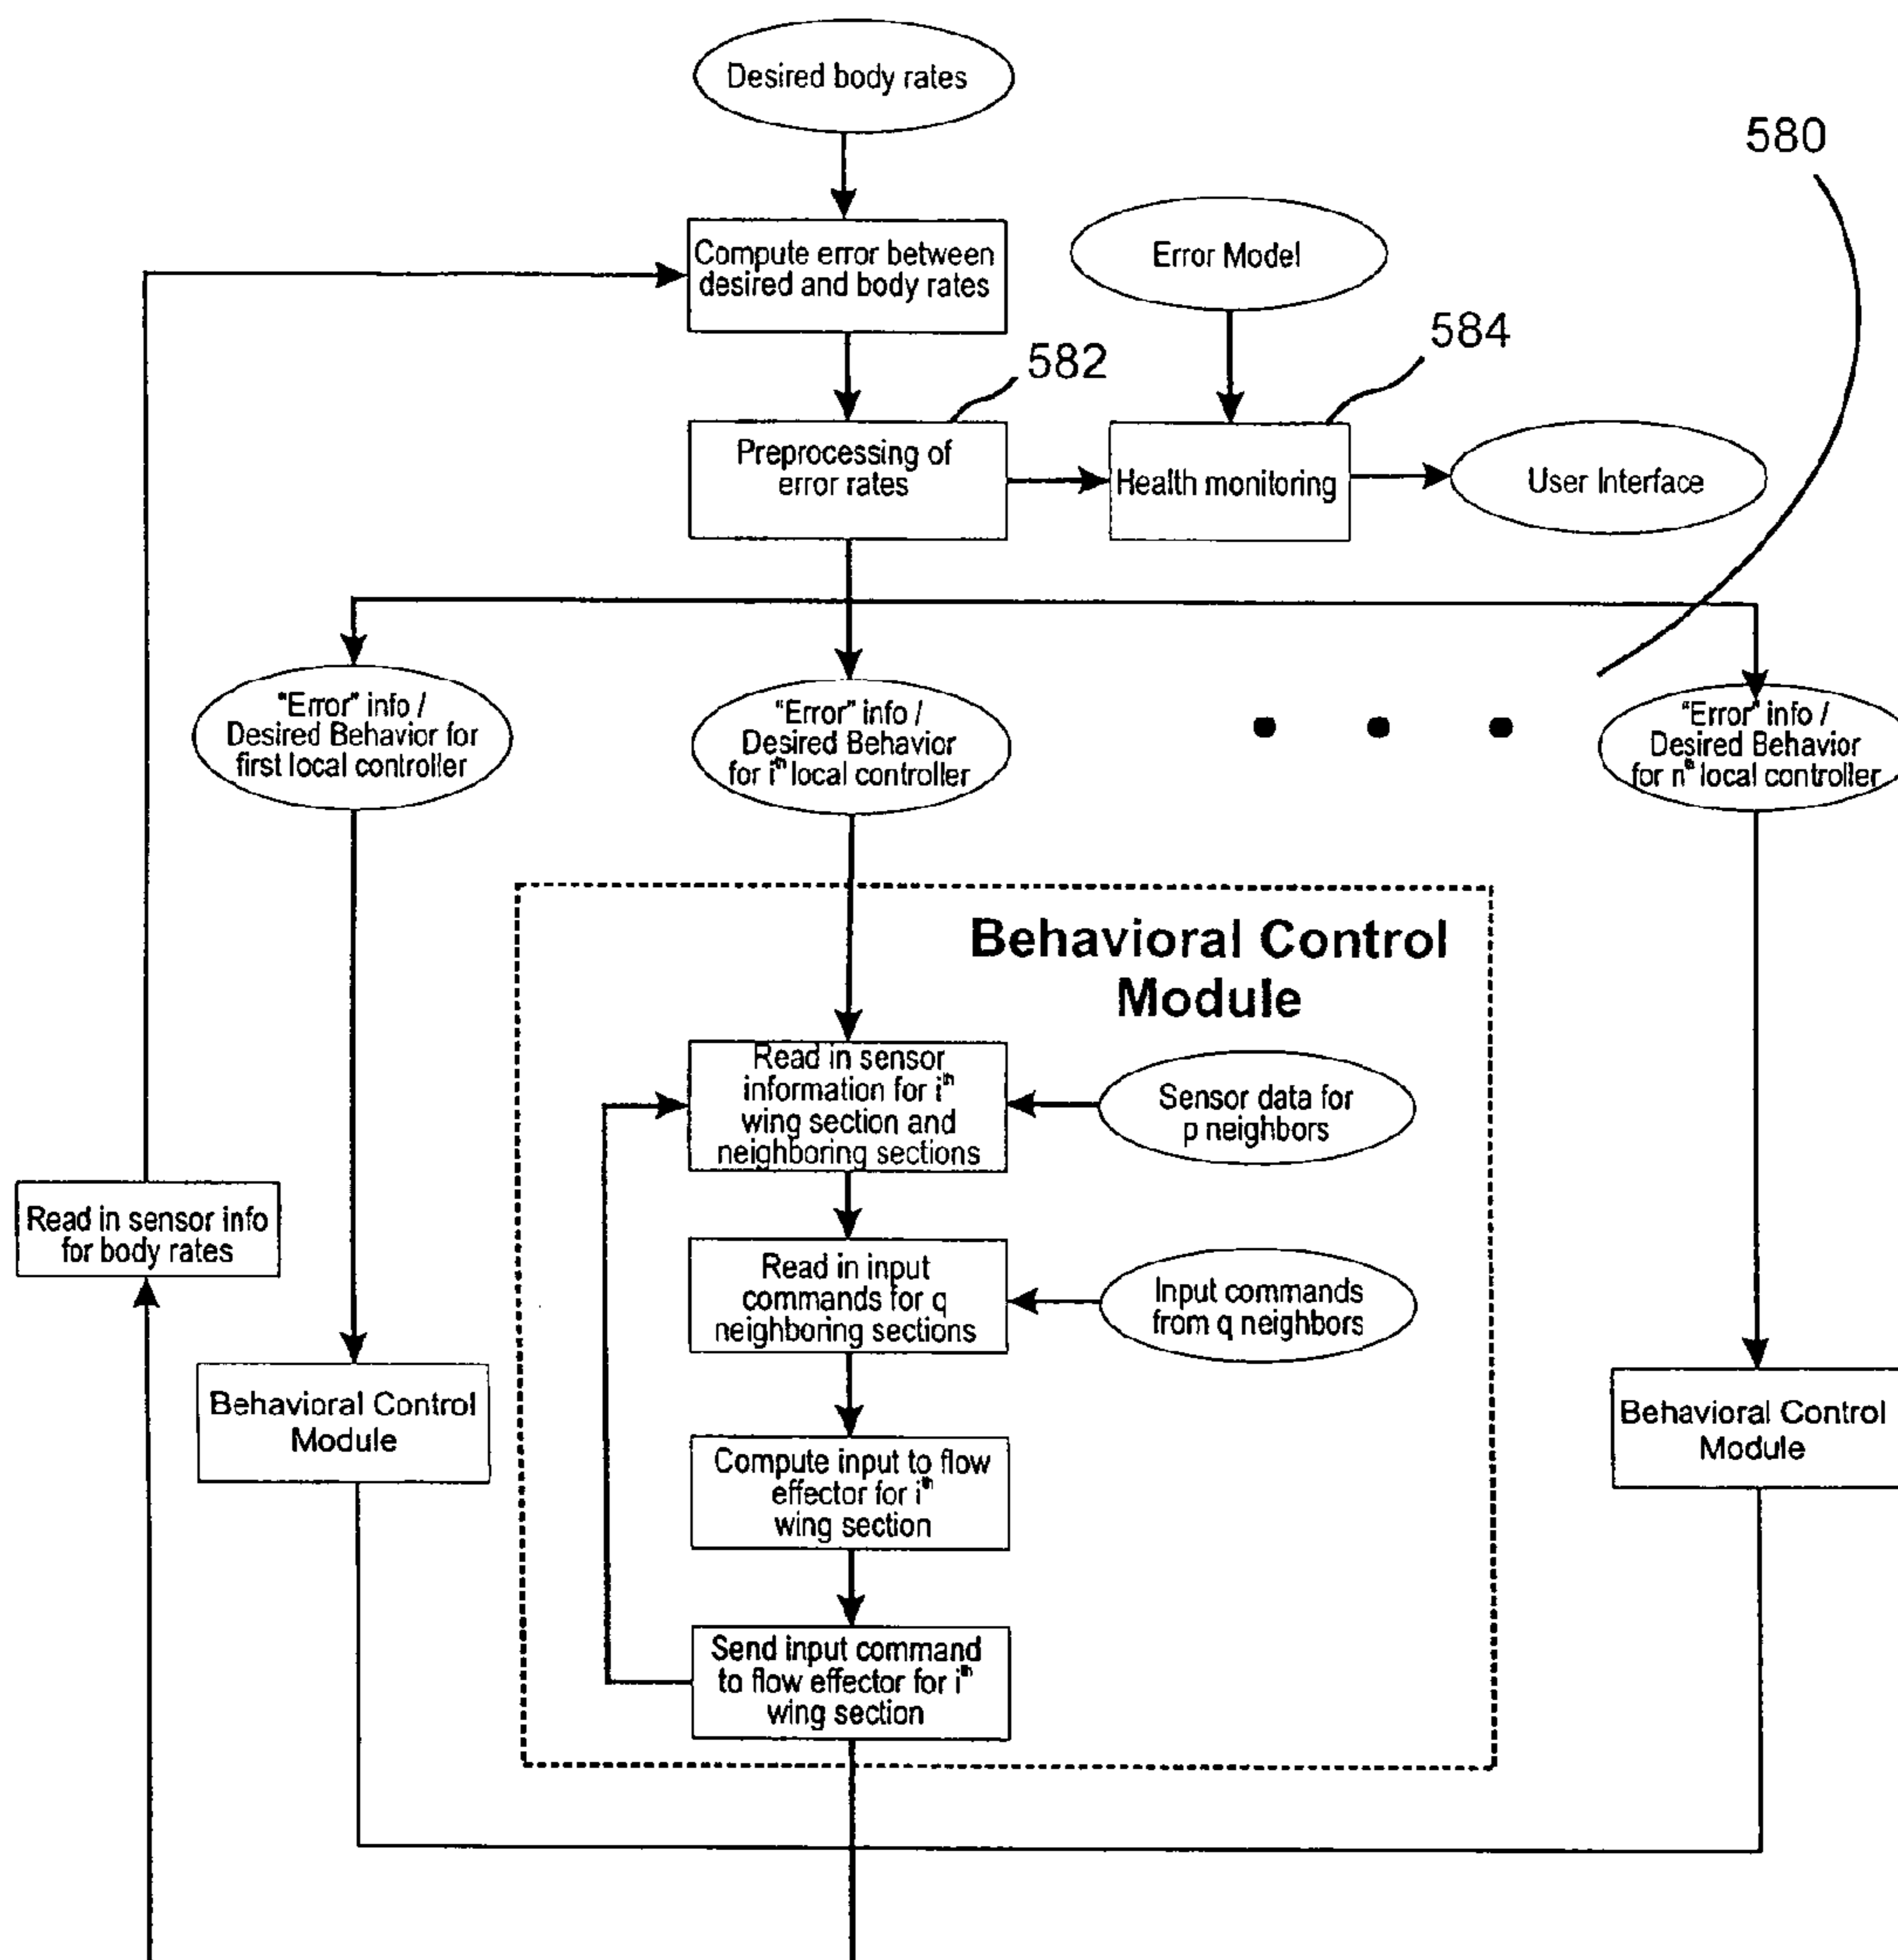 Desired body rates
580
Compute error between
desired and body rates
Error Model
582
584
Preprocessing of
error rates
Health monitoring
User Interface
"Error" info /
Desired Behavior for
first local controller
"Error" info /
Desired Behavior
for iᵗʰ local controller
"Error" info /
Desired Behavior
for nᵗʰ local controller
Behavioral Control
Module
Read in sensor
information for iᵗʰ
wing section and
neighboring sections
Sensor data for
p neighbors
Read in sensor info
for body rates
Read in input
commands for q
neighboring sections
Input commands
from q neighbors
Behavioral Control
Module
Behavioral Control
Module
Compute input to flow
effector for iᵗʰ
wing section
Send input command
to flow effector for iᵗʰ
wing section